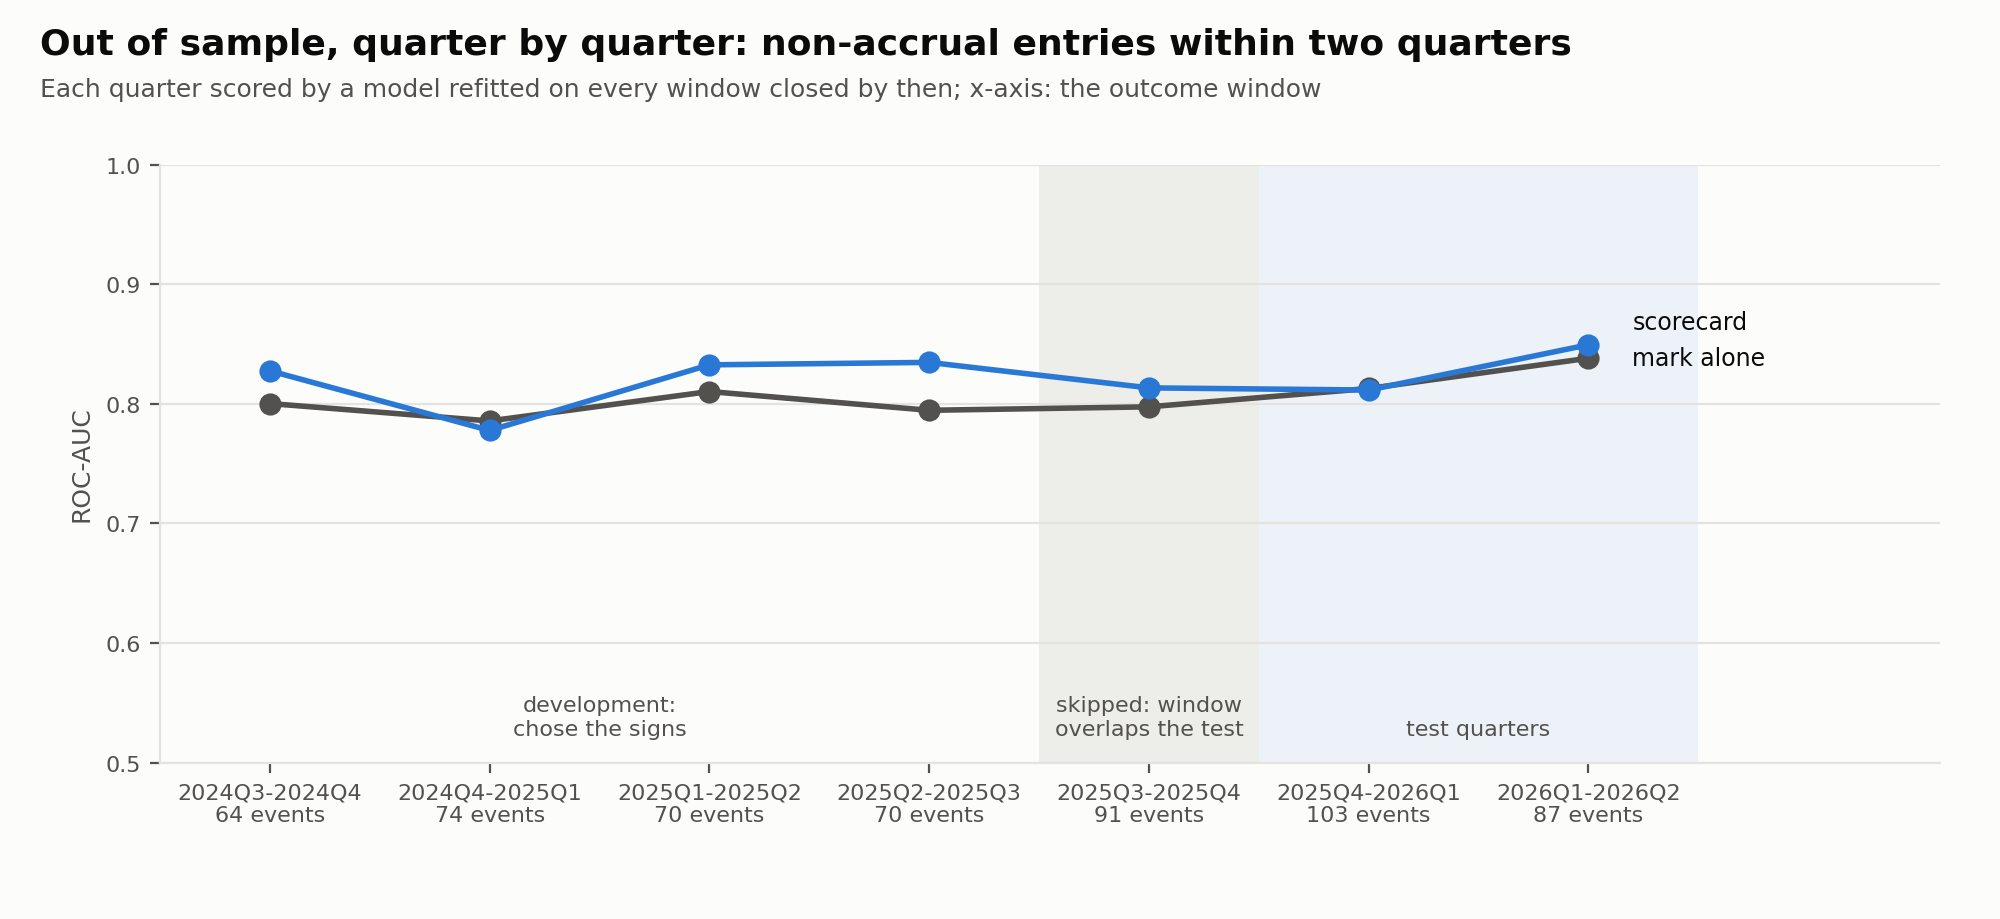 Out of sample, quarter by quarter: non-accrual entries within two quarters
Each quarter scored by a model refitted on every window closed by then; x-axis: the outcome window
1.0
0.9
0.8
0.7
0.6
0.5
ROC-AUC
scorecard
mark alone
development:
chose the signs
skipped: window
overlaps the test
test quarters
2024Q3-2024Q4
64 events
2024Q4-2025Q1
74 events
2025Q1-2025Q2
70 events
2025Q2-2025Q3
70 events
2025Q3-2025Q4
91 events
2025Q4-2026Q1
103 events
2026Q1-2026Q2
87 events